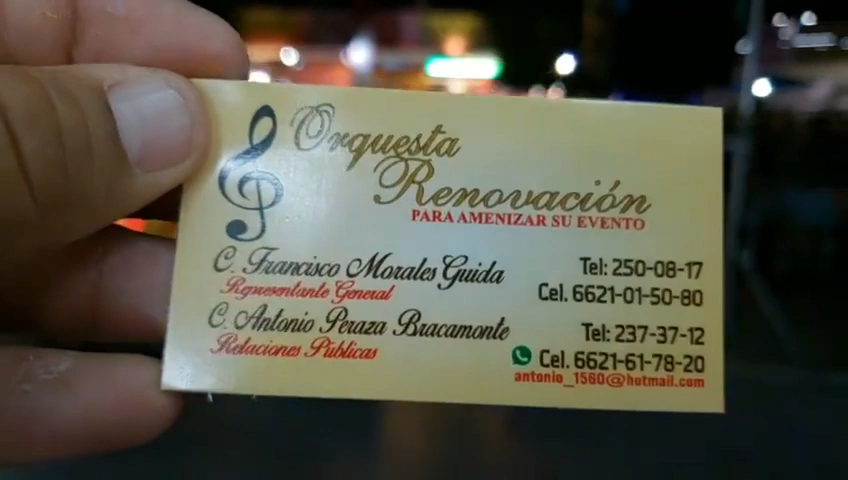 Orquesta
Renovación
PARA AMENIZAR SU EVENTO
C. Francisco Morales Guida
Representante General
Tel: 250-08-17
Cel. 6621-01-50-80
C. Antonio Peraza Bracamonte
Relaciones Públicas
Tel: 237-37-12
Cel. 6621-61-78-20
antonio_1560@hotmail.com